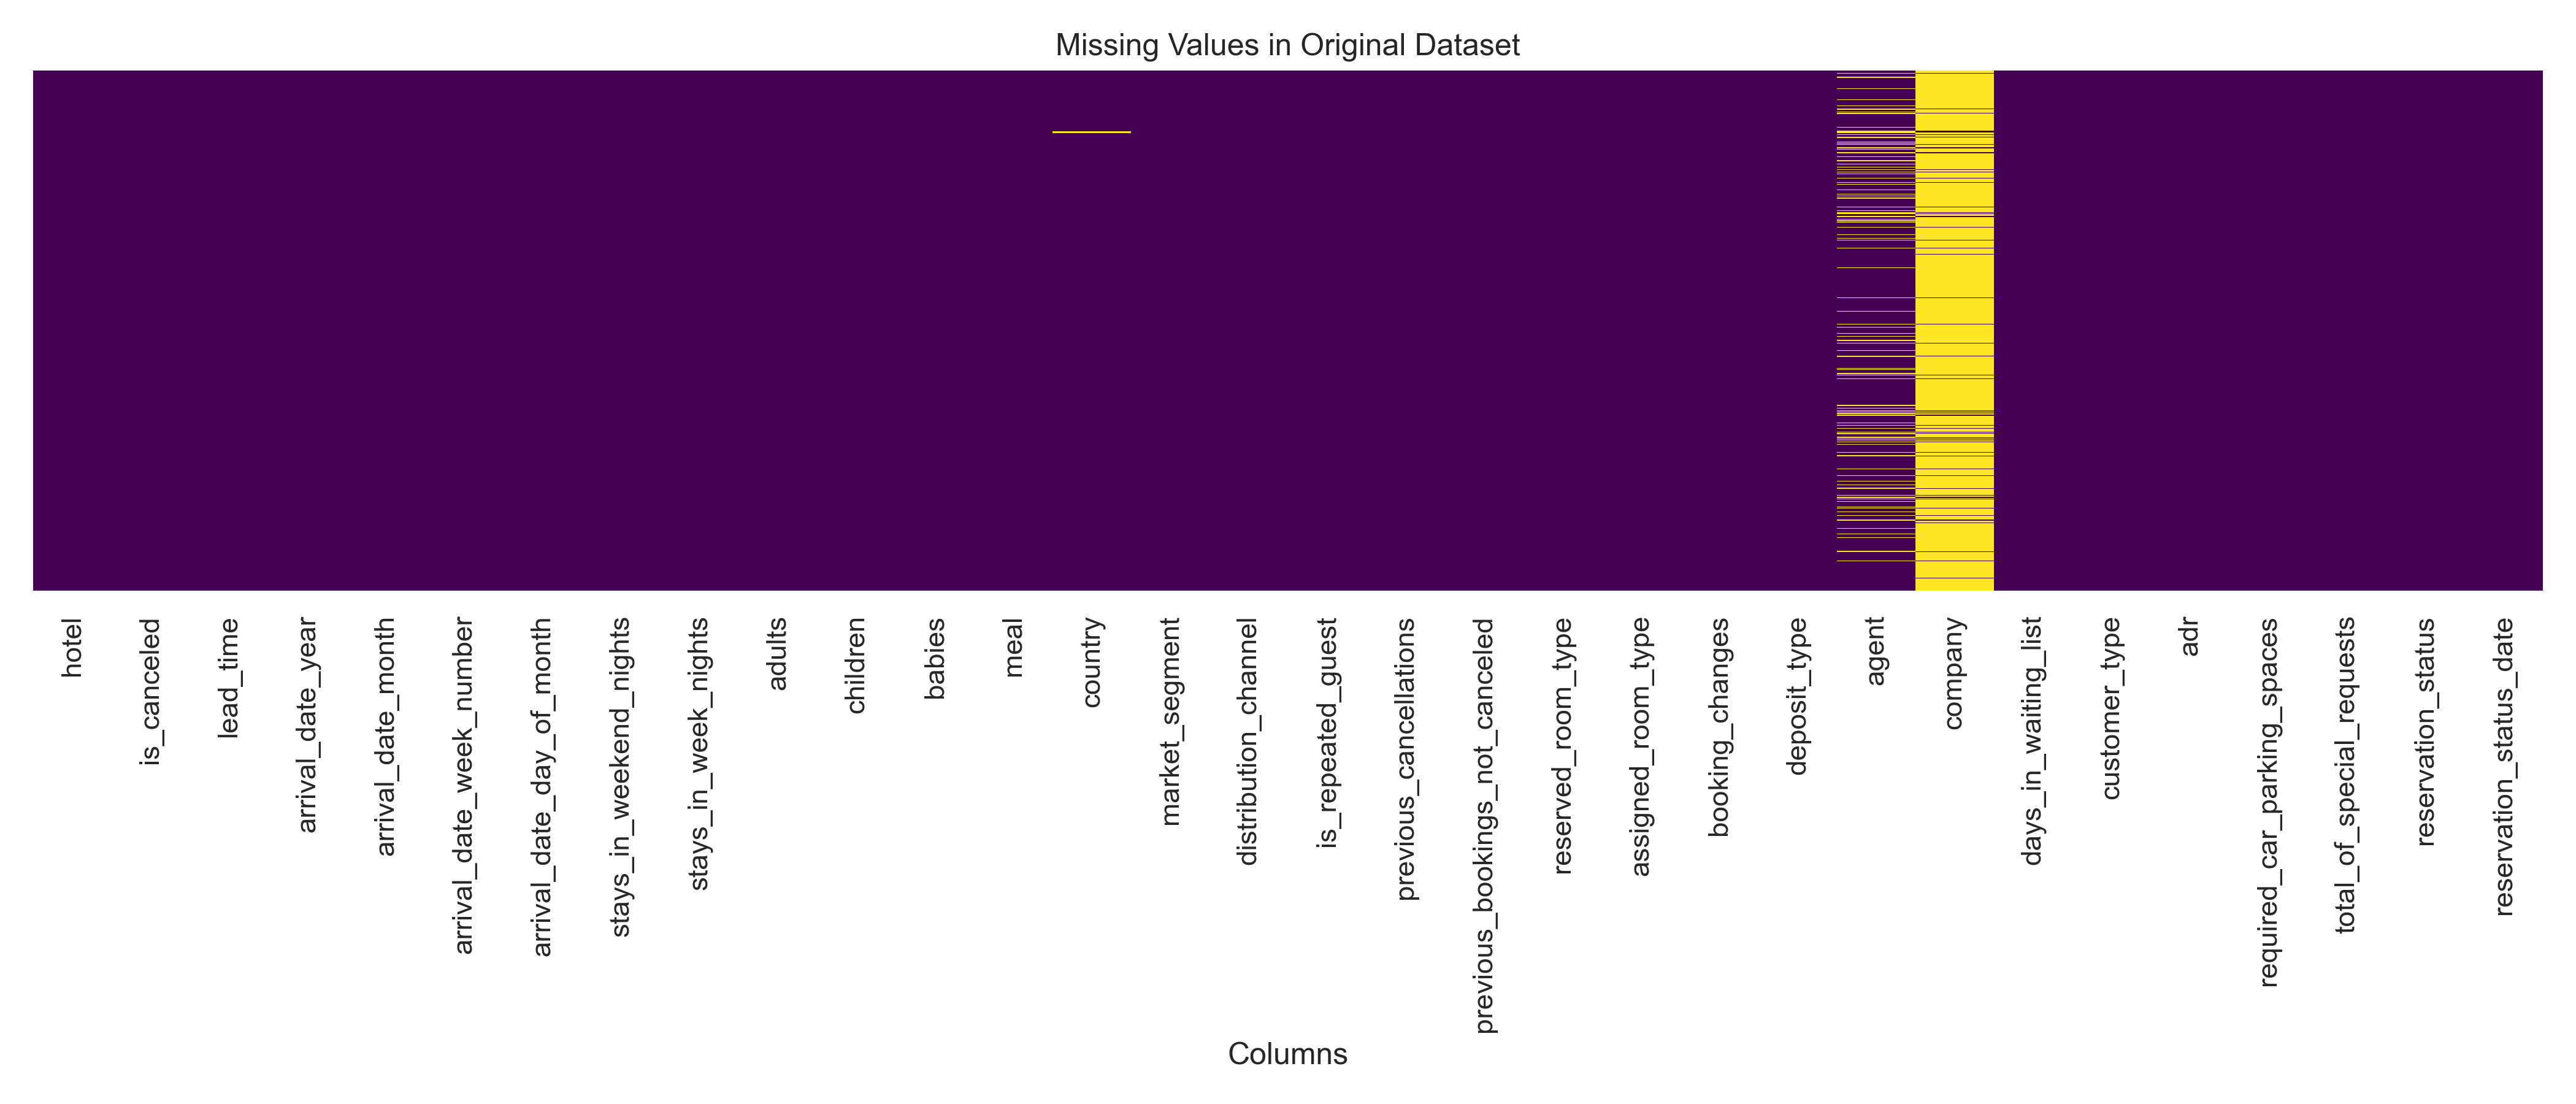 Missing Values in Original Dataset
hotel
is_canceled
lead_time
arrival_date_year
arrival_date_month
arrival_date_week_number
arrival_date_day_of_month
stays_in_weekend_nights
stays_in_week_nights
adults
children
babies
meal
country
market_segment
distribution_channel
is_repeated_guest
previous_cancellations
previous_bookings_not_canceled
reserved_room_type
assigned_room_type
booking_changes
deposit_type
agent
company
days_in_waiting_list
customer_type
adr
required_car_parking_spaces
total_of_special_requests
reservation_status
reservation_status_date
Columns